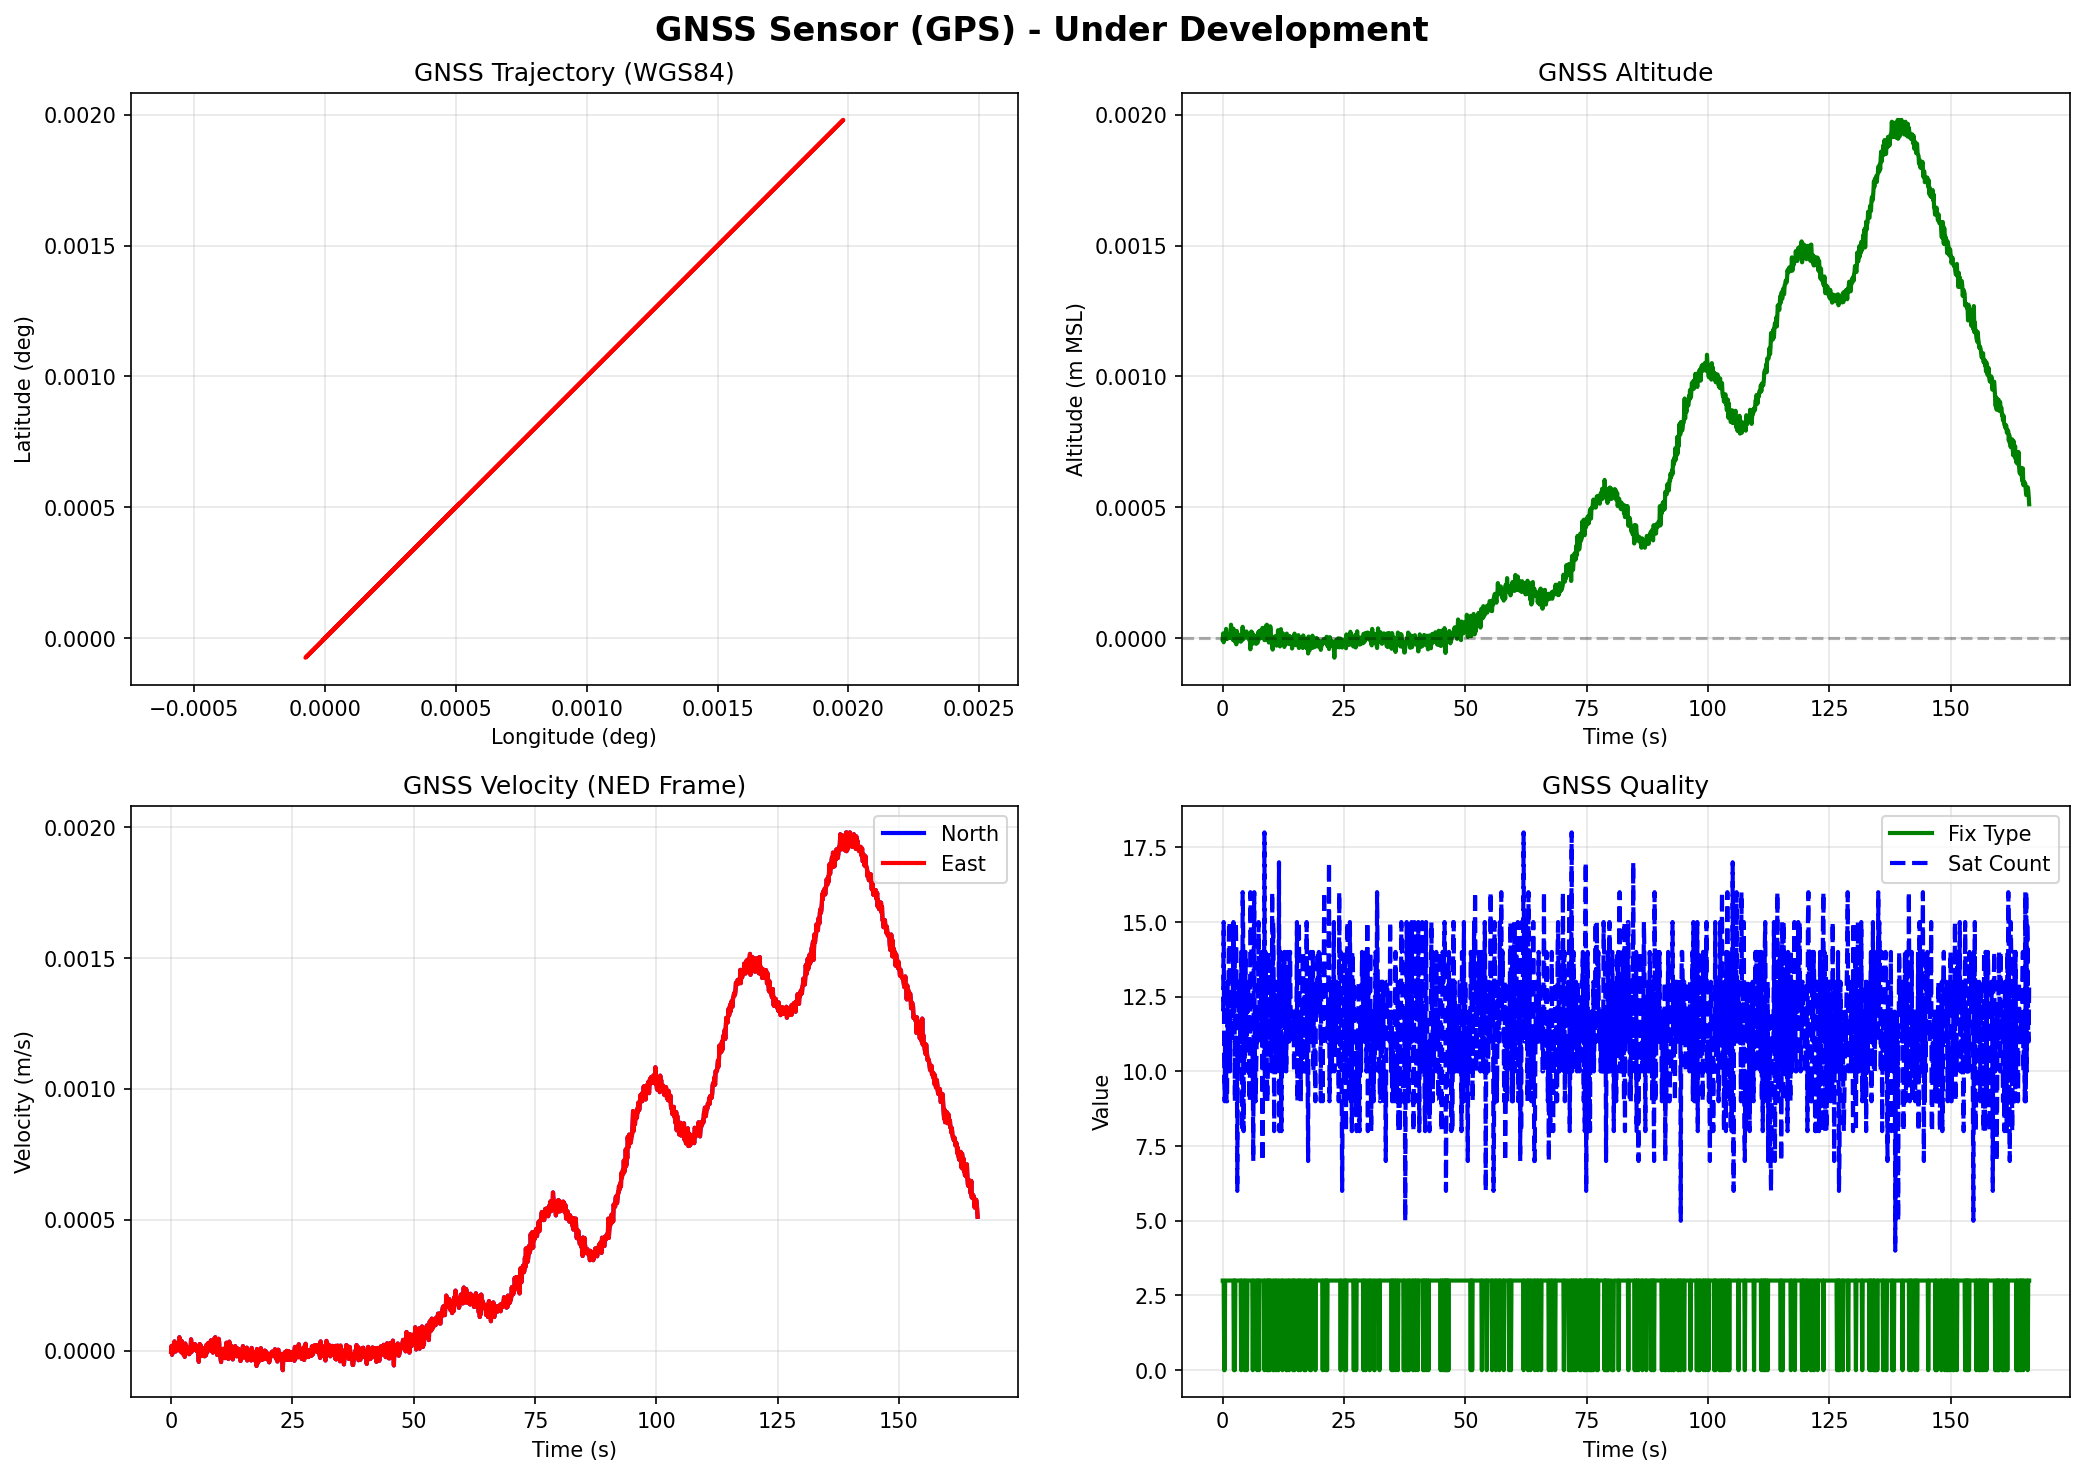 GNSS Sensor (GPS) - Under Development
GNSS Trajectory (WGS84)
0.0020
0.0015
0.0010
0.0005
0.0000
Latitude (deg)
−0.0005 0.0000 0.0005 0.0010 0.0015 0.0020 0.0025
Longitude (deg)
GNSS Altitude
0.0020
0.0015
0.0010
0.0005
0.0000
Altitude (m MSL)
0 25 50 75 100 125 150
Time (s)
GNSS Velocity (NED Frame)
North
East
0.0020
0.0015
0.0010
0.0005
0.0000
Velocity (m/s)
0 25 50 75 100 125 150
Time (s)
GNSS Quality
Fix Type
Sat Count
17.5
15.0
12.5
10.0
7.5
5.0
2.5
0.0
Value
0 25 50 75 100 125 150
Time (s)